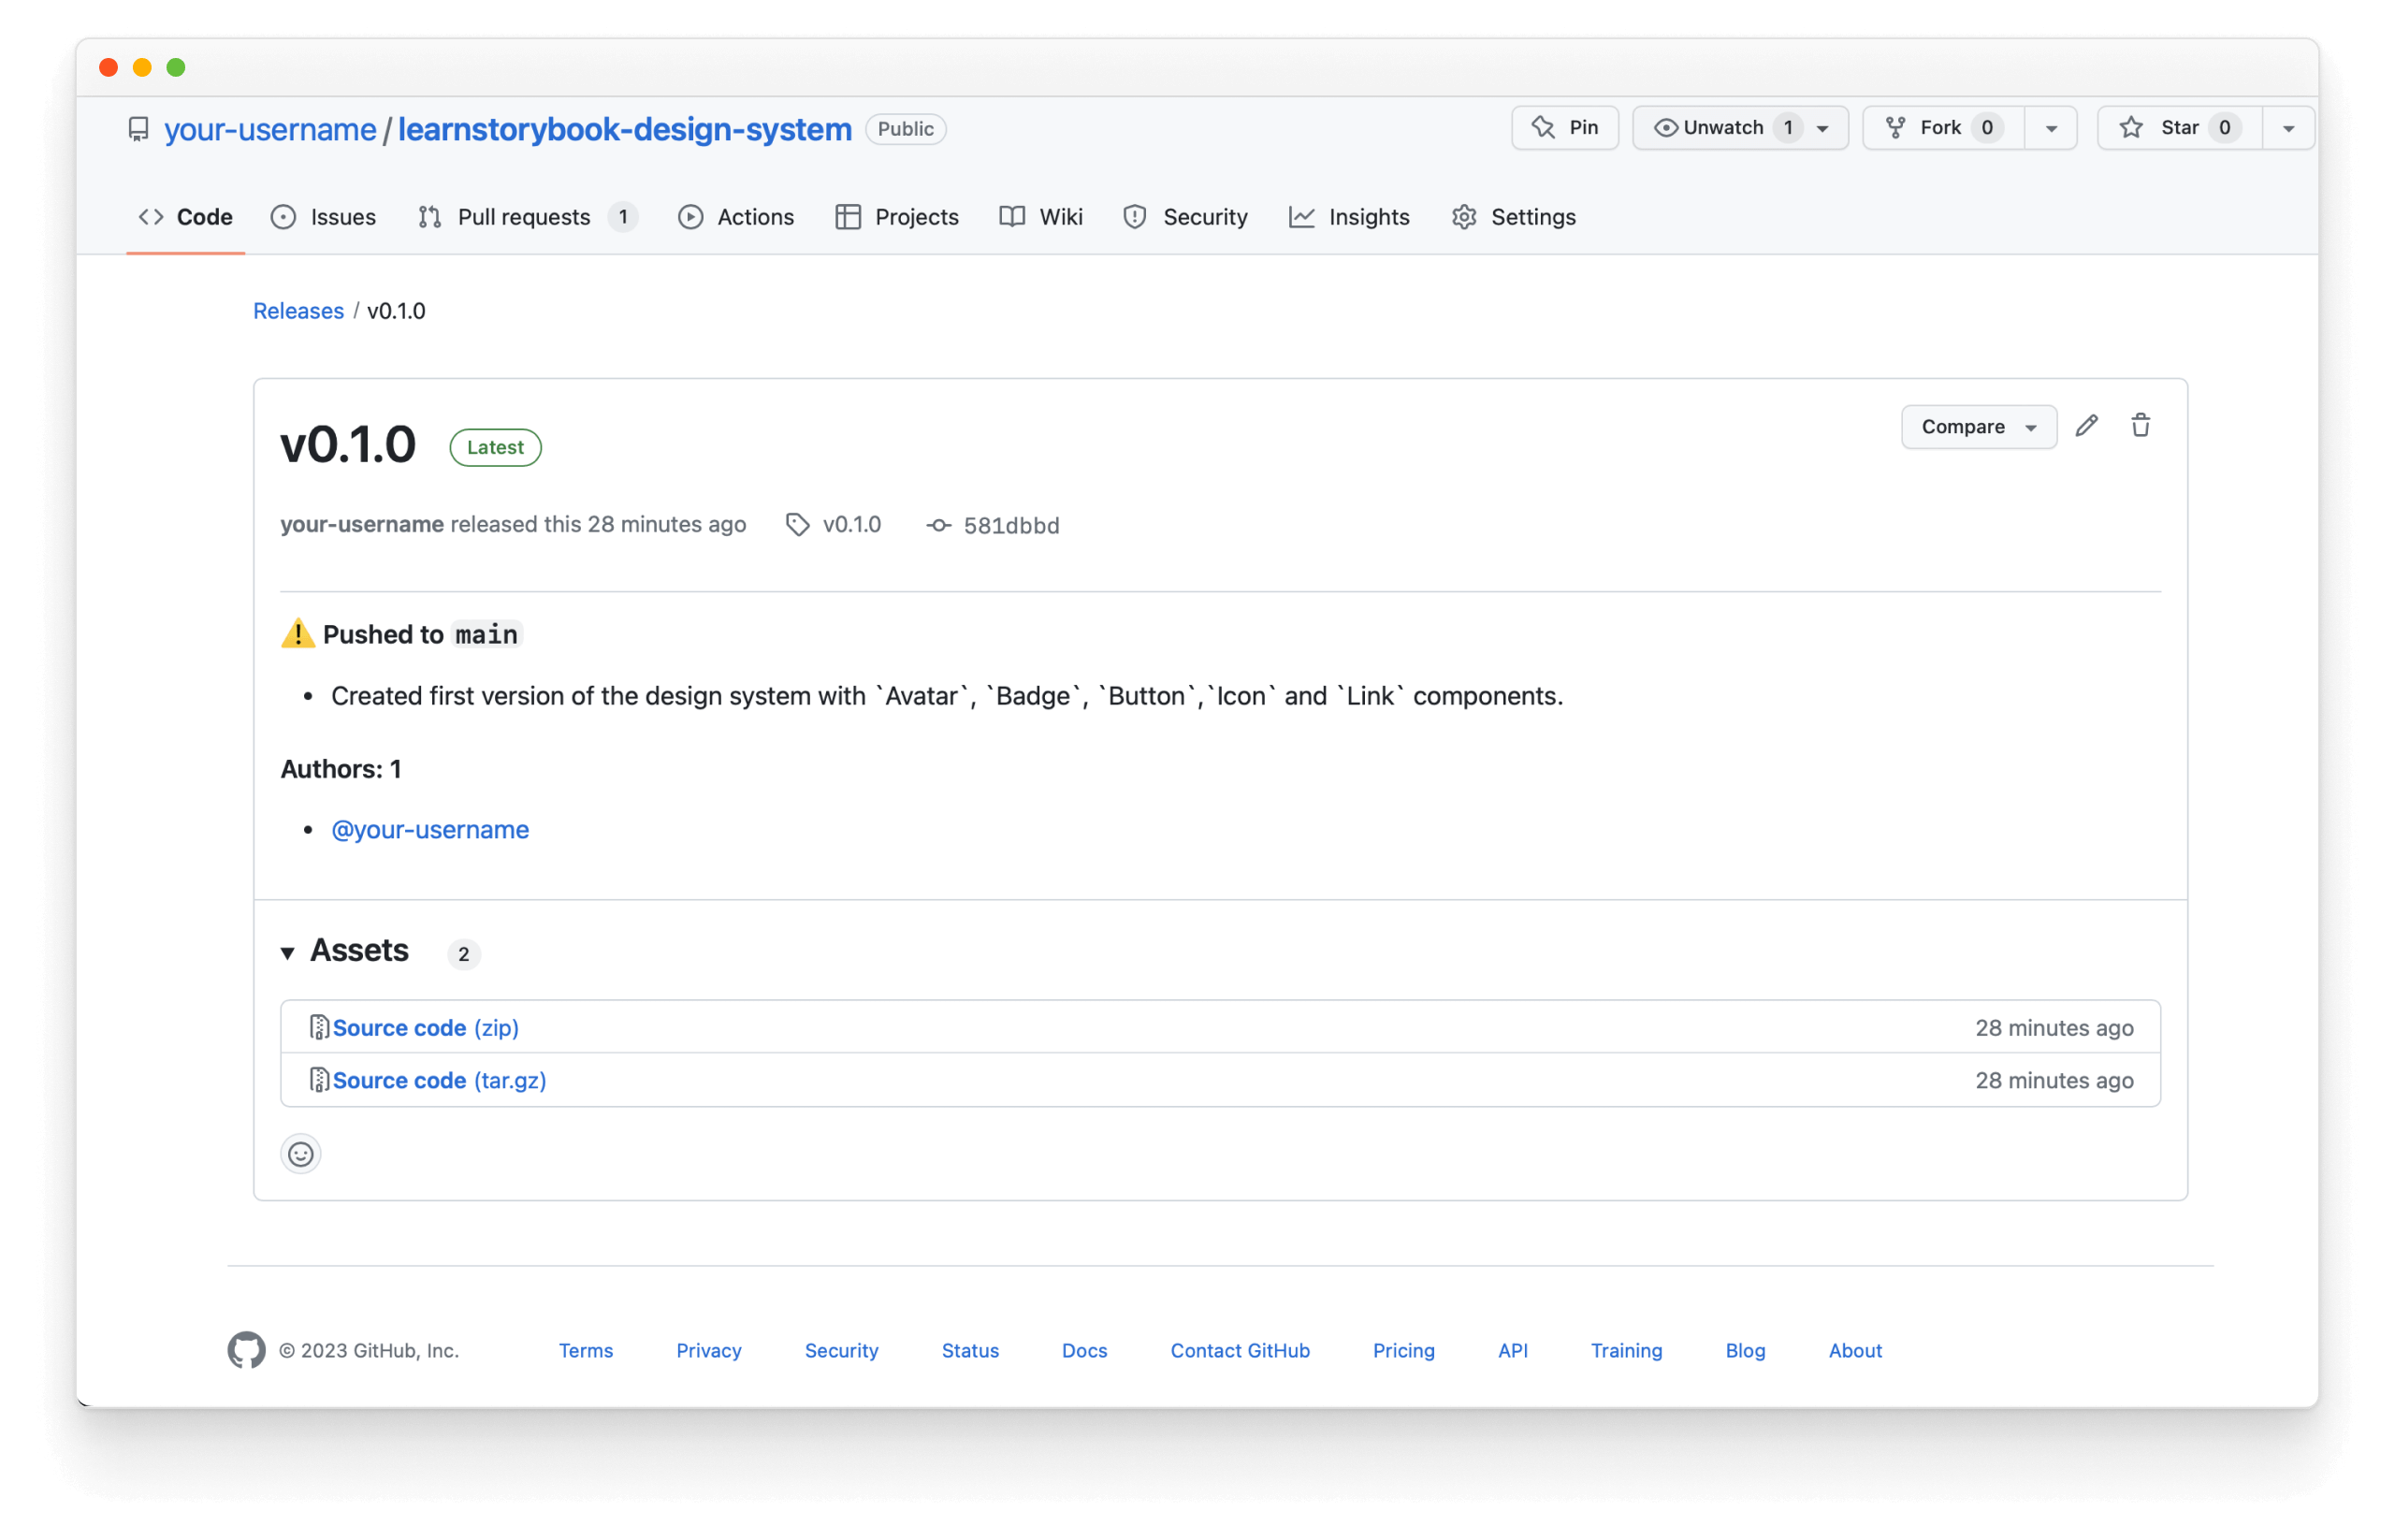 your-username / learnstorybook-design-system Public Pin Unwatch 1 Fork 0 Star 0
Code Issues Pull requests 1 Actions Projects Wiki Security Insights Settings
Releases / v0.1.0
v0.1.0 Latest Compare
your-username released this 28 minutes ago v0.1.0 581dbbd
⚠️ Pushed to main
• Created first version of the design system with `Avatar`, `Badge`, `Button`,`Icon` and `Link` components.
Authors: 1
• @your-username
Assets 2
Source code (zip) 28 minutes ago
Source code (tar.gz) 28 minutes ago
© 2023 GitHub, Inc. Terms Privacy Security Status Docs Contact GitHub Pricing API Training Blog About